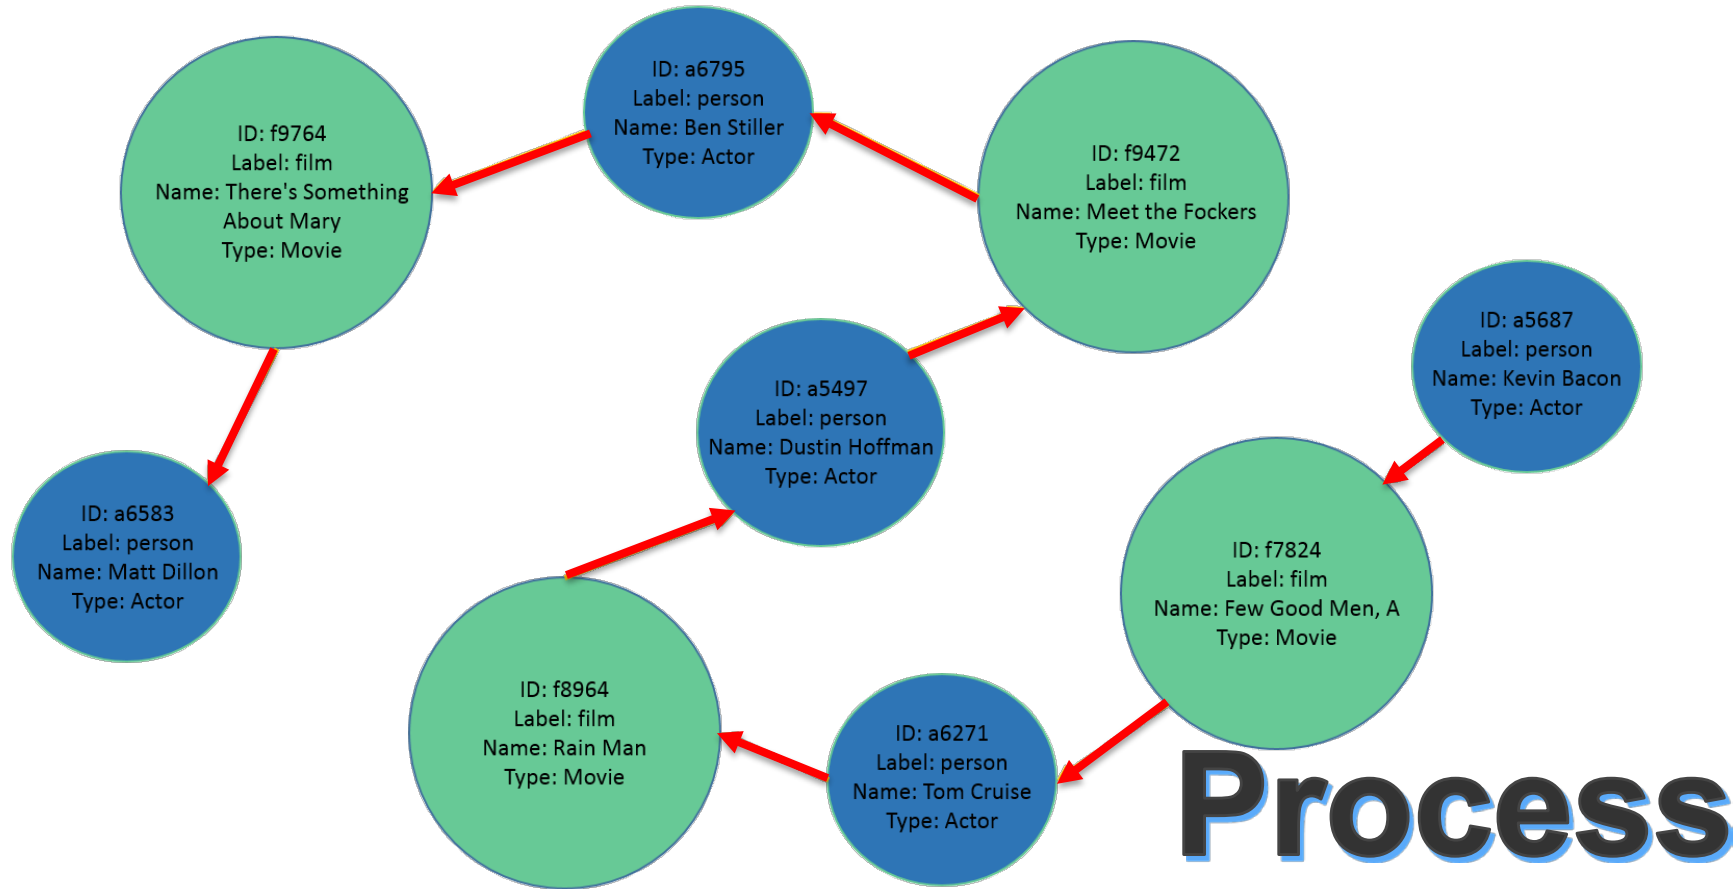 ID: f9764
Label: film
Name: There's Something
About Mary
Type: Movie
ID: a6795
Label: person
Name: Ben Stiller
Type: Actor
ID: f9472
Label: film
Name: Meet the Fockers
Type: Movie
ID: a5687
Label: person
Name: Kevin Bacon
Type: Actor
ID: a5497
Label: person
Name: Dustin Hoffman
Type: Actor
ID: a6583
Label: person
Name: Matt Dillon
Type: Actor
ID: f7824
Label: film
Name: Few Good Men, A
Type: Movie
ID: f8964
Label: film
Name: Rain Man
Type: Movie
ID: a6271
Label: person
Name: Tom Cruise
Type: Actor
Process